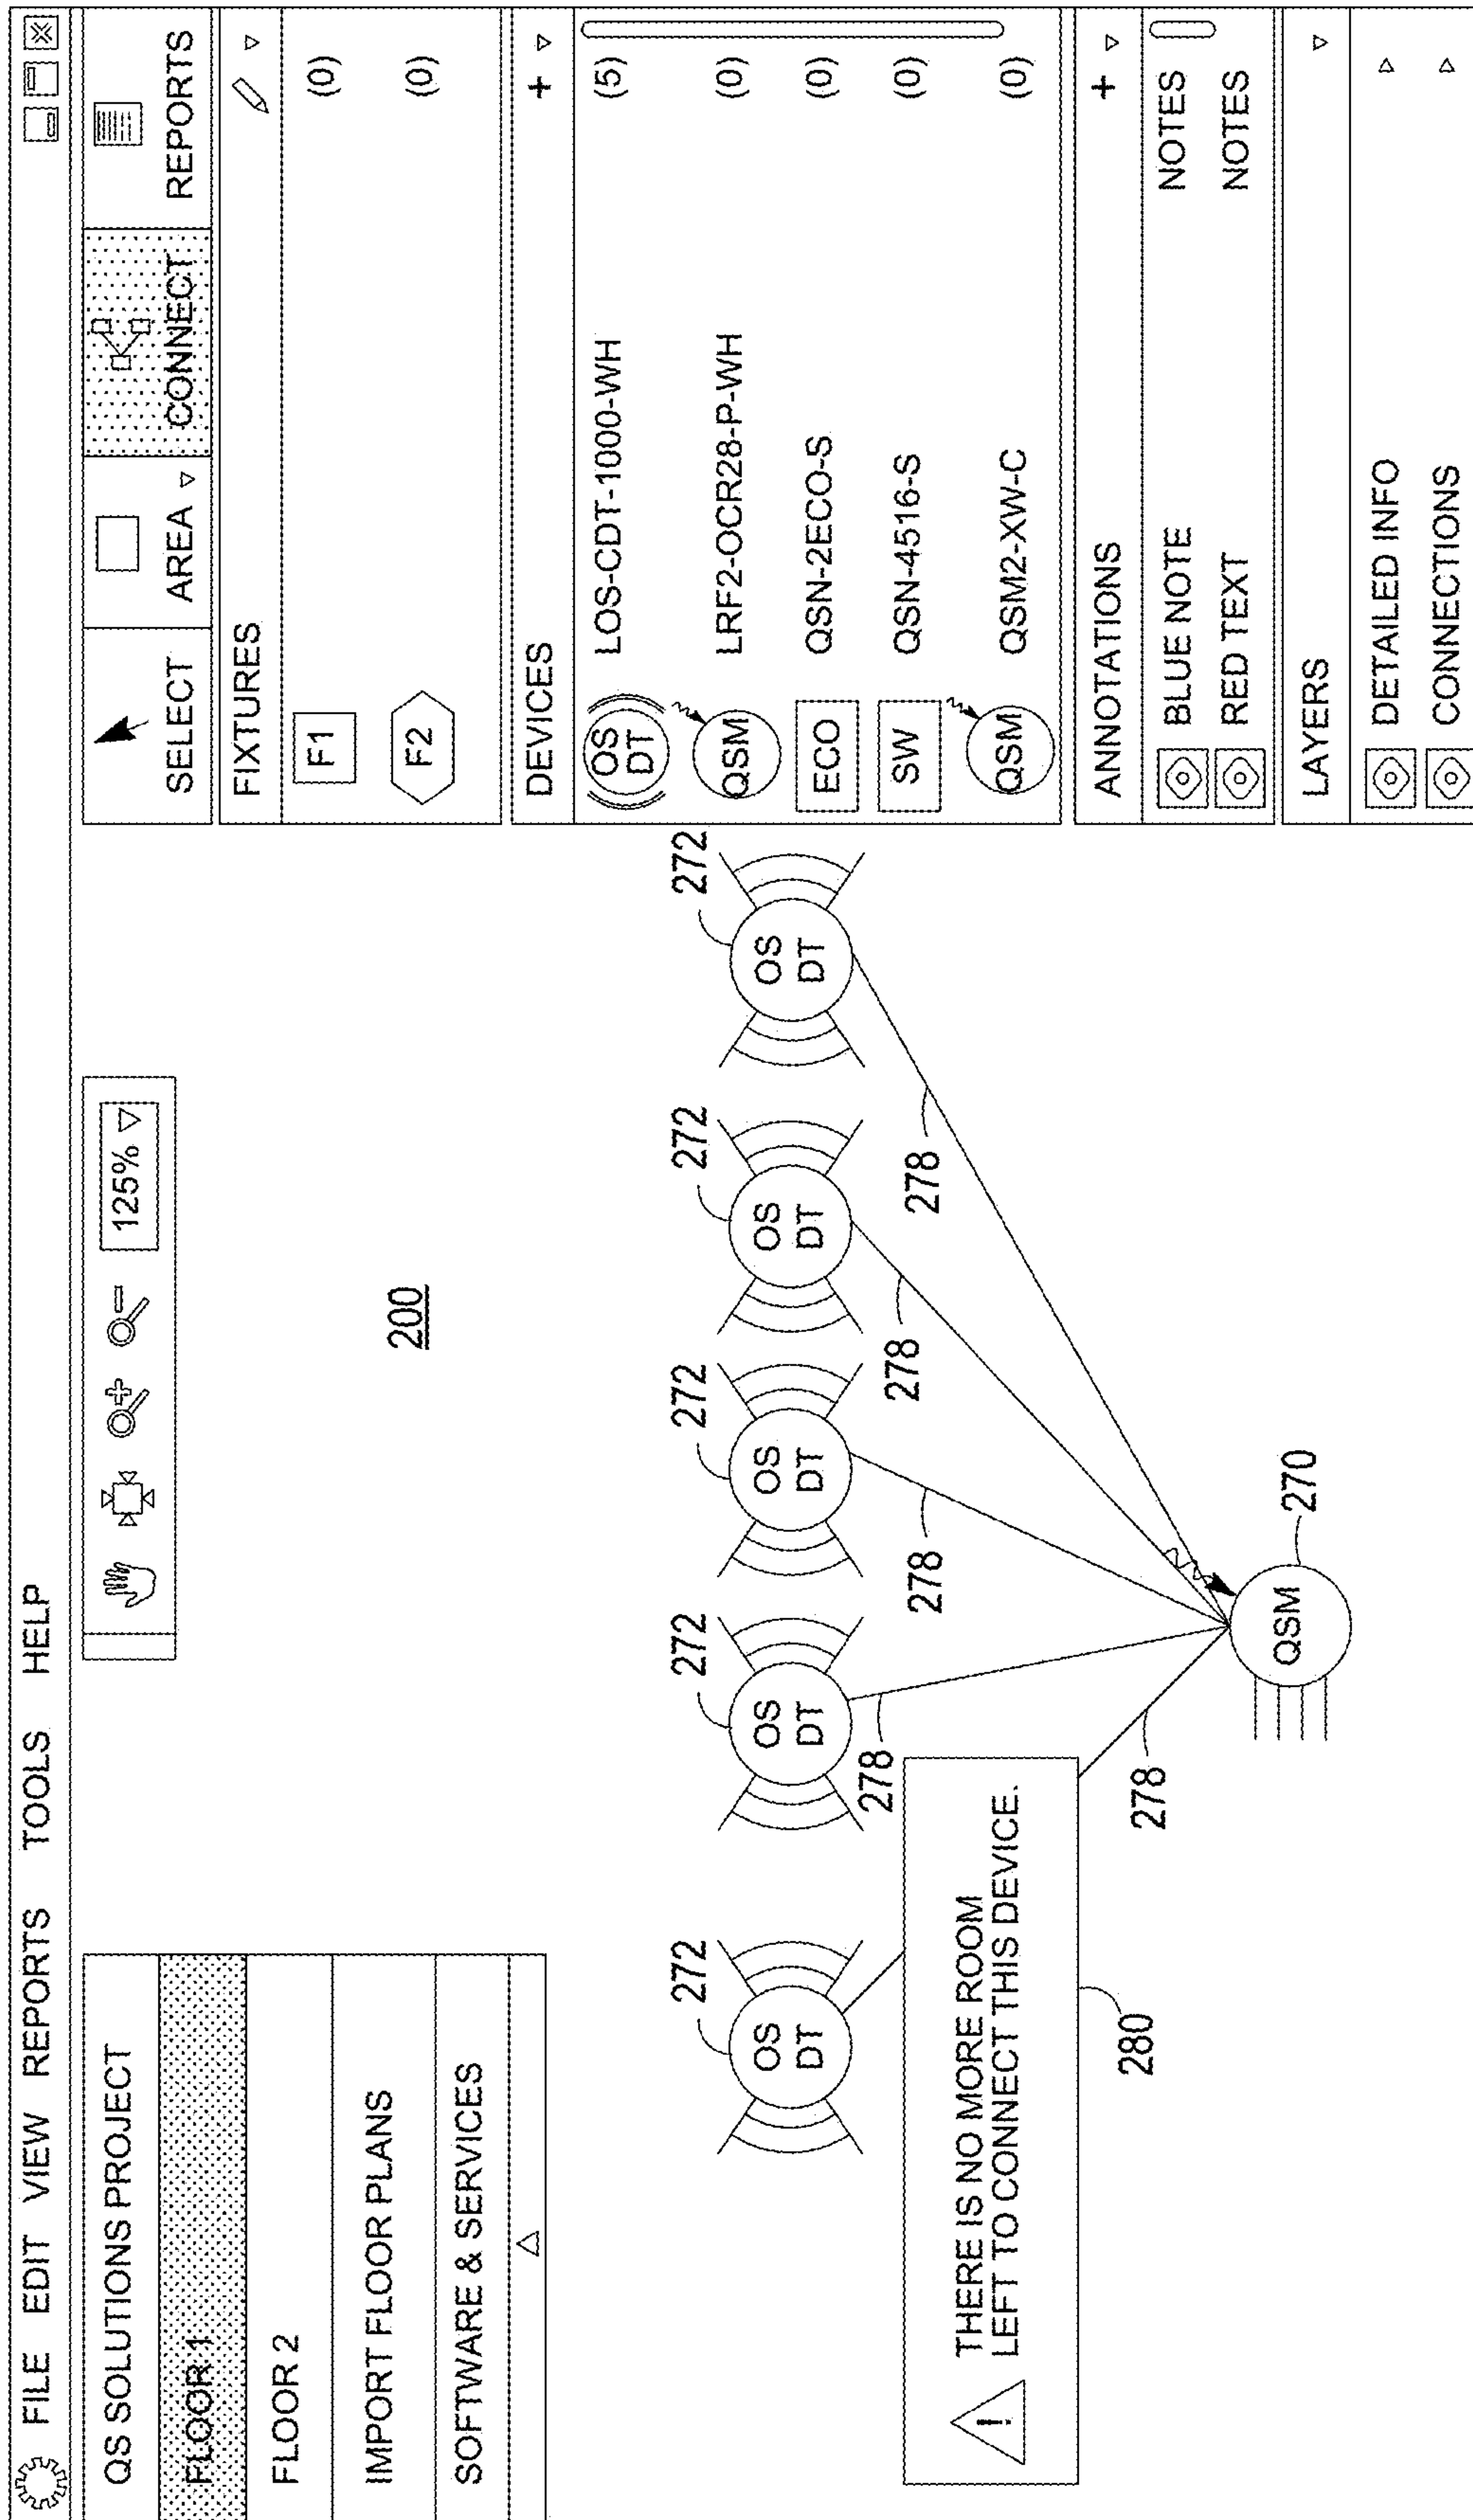 FILE EDIT VIEW REPORTS TOOLS HELP
QS SOLUTIONS PROJECT
FLOOR 1
FLOOR 2
IMPORT FLOOR PLANS
SOFTWARE & SERVICES
125%
200
SELECT AREA CONNECT REPORTS
FIXTURES
F1 (0)
F2 (0)
DEVICES +
OS DT LOS-CDT-1000-WH (5)
QSM LRF2-OCR28-P-WH (0)
ECO QSN-2ECO-S (0)
SW QSN-4516-S (0)
QSM QSM2-XW-C (0)
ANNOTATIONS +
BLUE NOTE NOTES
RED TEXT NOTES
LAYERS
DETAILED INFO
CONNECTIONS
272 272 272 272 272
OS OS OS OS OS
DT DT DT DT DT
278 278 278 278
! THERE IS NO MORE ROOM
LEFT TO CONNECT THIS DEVICE.
280
278
QSM
270